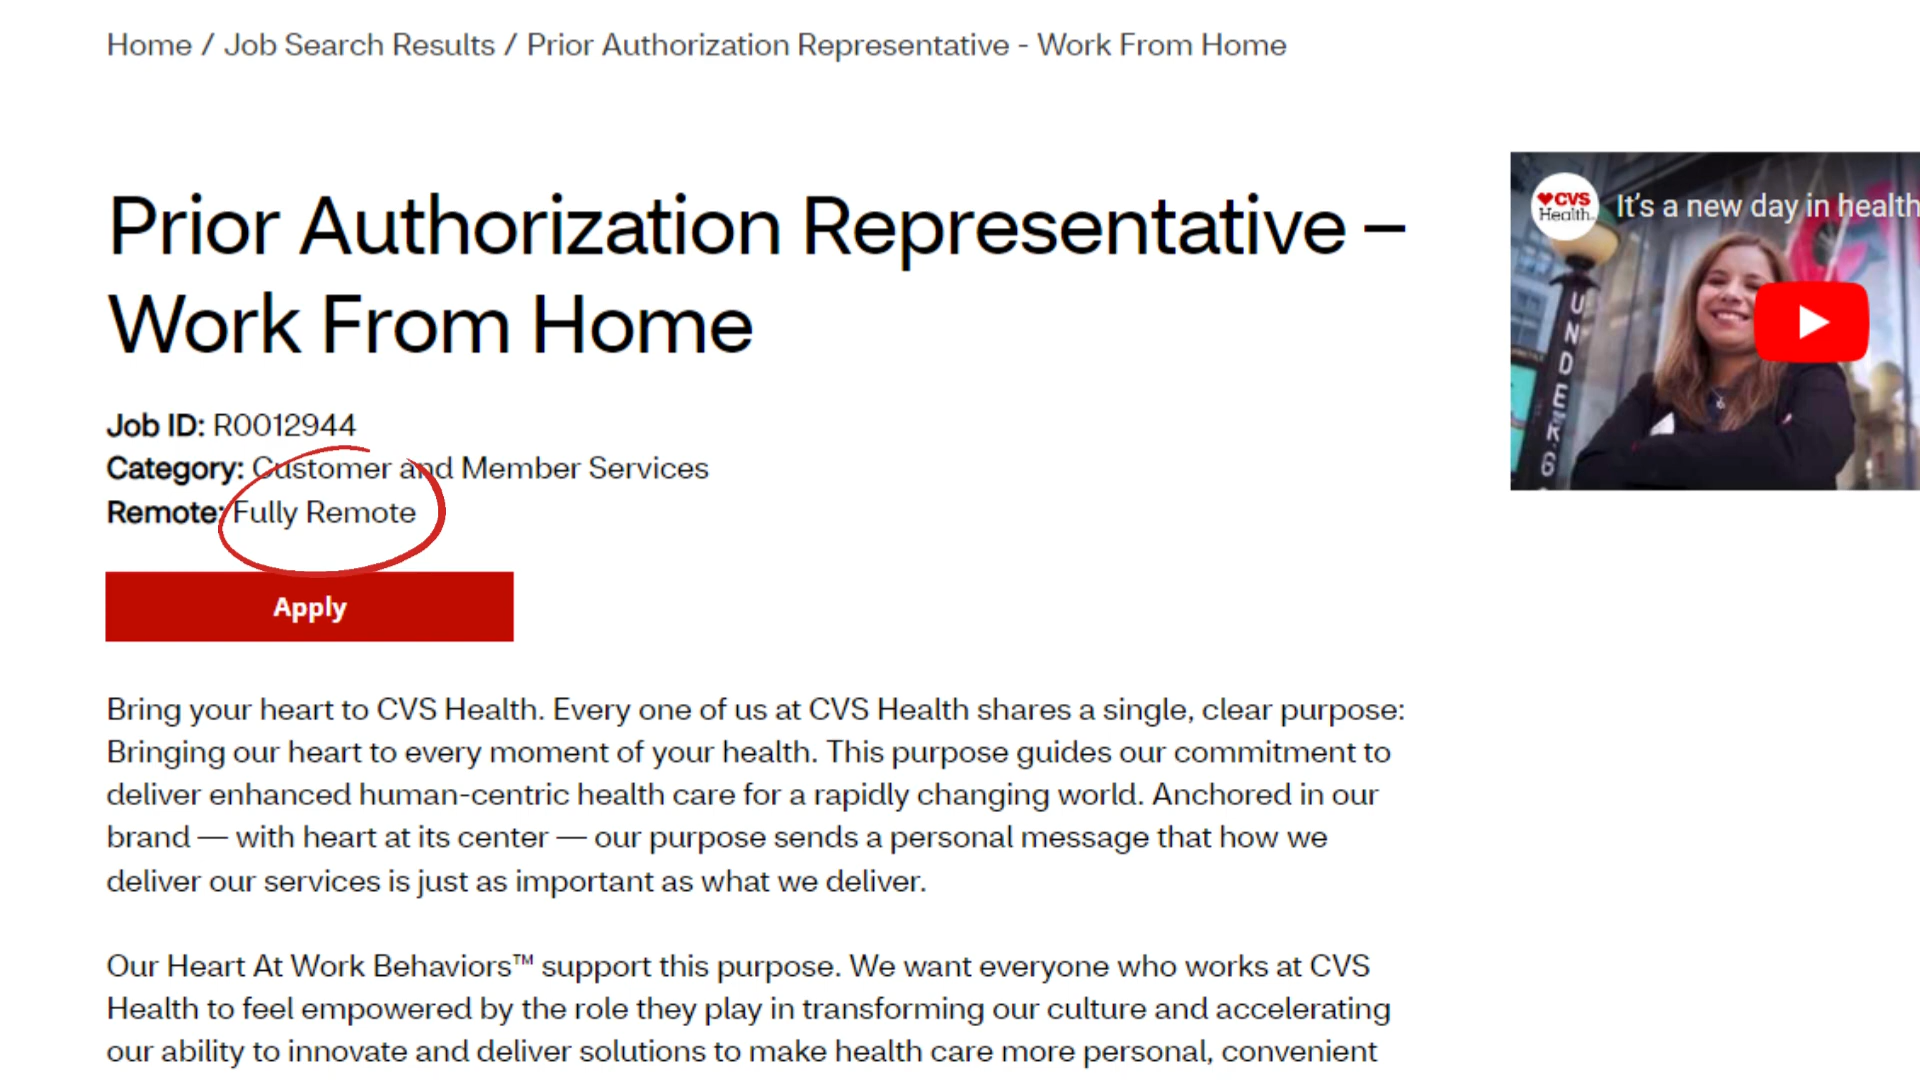 Home / Job Search Results / Prior Authorization Representative - Work From Home
Prior Authorization Representative –
Work From Home
Job ID: R0012944
Category: Customer and Member Services
Remote: Fully Remote
Apply
CVS
Health.
It's a new day in health
UNDERG
Bring your heart to CVS Health. Every one of us at CVS Health shares a single, clear purpose:
Bringing our heart to every moment of your health. This purpose guides our commitment to
deliver enhanced human-centric health care for a rapidly changing world. Anchored in our
brand — with heart at its center — our purpose sends a personal message that how we
deliver our services is just as important as what we deliver.
Our Heart At Work Behaviors™ support this purpose. We want everyone who works at CVS
Health to feel empowered by the role they play in transforming our culture and accelerating
our ability to innovate and deliver solutions to make health care more personal, convenient